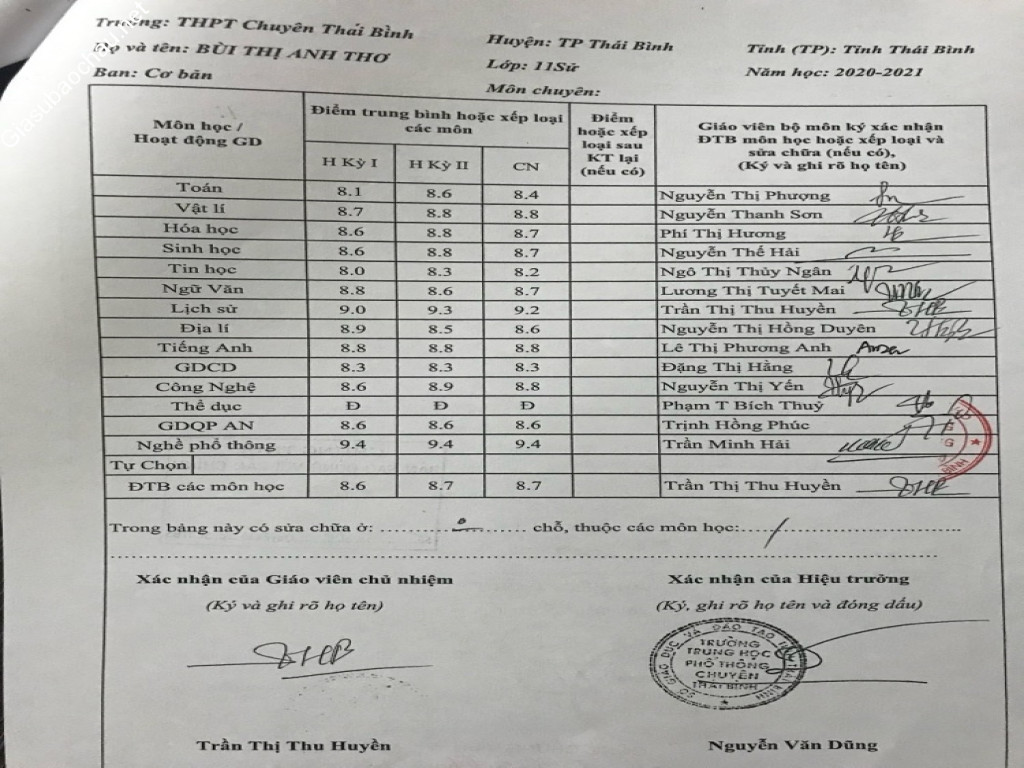 Trường: THPT Chuyên Thái Bình Huyện: TP Thái Bình Tỉnh (TP): Tỉnh Thái Bình
Họ và tên: BÙI THỊ ANH THƠ Lớp: 11Sử Năm học: 2020-2021
Ban: Cơ bản Môn chuyên:
Môn học / Hoạt động GD
Điểm trung bình hoặc xếp loại các môn
H Kỳ I H Kỳ II CN
Điểm hoặc xếp loại sau KT lại (nếu có)
Giáo viên bộ môn ký xác nhận ĐTB môn học hoặc xếp loại và sửa chữa (nếu có), (Ký và ghi rõ họ tên)
Toán 8.1 8.6 8.4 Nguyễn Thị Phượng
Vật lí 8.7 8.8 8.8 Nguyễn Thanh Sơn
Hóa học 8.6 8.8 8.7 Phí Thị Hương
Sinh học 8.6 8.8 8.7 Nguyễn Thế Hải
Tin học 8.0 8.3 8.2 Ngô Thị Thùy Ngân
Ngữ Văn 8.8 8.6 8.7 Lương Thị Tuyết Mai
Lịch sử 9.0 9.3 9.2 Trần Thị Thu Huyền
Địa lí 8.9 8.5 8.6 Nguyễn Thị Hồng Duyên
Tiếng Anh 8.8 8.8 8.8 Lê Thị Phương Anh
GDCD 8.3 8.3 8.3 Đặng Thị Hằng
Công Nghệ 8.6 8.9 8.8 Nguyễn Thị Yến
Thể dục Đ Đ Đ Phạm T Bích Thuỷ
GDQP AN 8.6 8.6 8.6 Trịnh Hồng Phúc
Nghề phổ thông 9.4 9.4 9.4 Trần Minh Hải
Tự Chọn
ĐTB các môn học 8.6 8.7 8.7 Trần Thị Thu Huyền
Trong bảng này có sửa chữa ở: ......0...... chỗ, thuộc các môn học:...../.....
Xác nhận của Giáo viên chủ nhiệm Xác nhận của Hiệu trưởng
(Ký và ghi rõ họ tên) (Ký, ghi rõ họ tên và đóng dấu)
SỞ GIÁO DỤC VÀ ĐÀO TẠO TỈNH THÁI BÌNH
TRƯỜNG
TRUNG HỌC
PHỔ THÔNG
CHUYÊN
THÁI BÌNH
Trần Thị Thu Huyền Nguyễn Văn Dũng